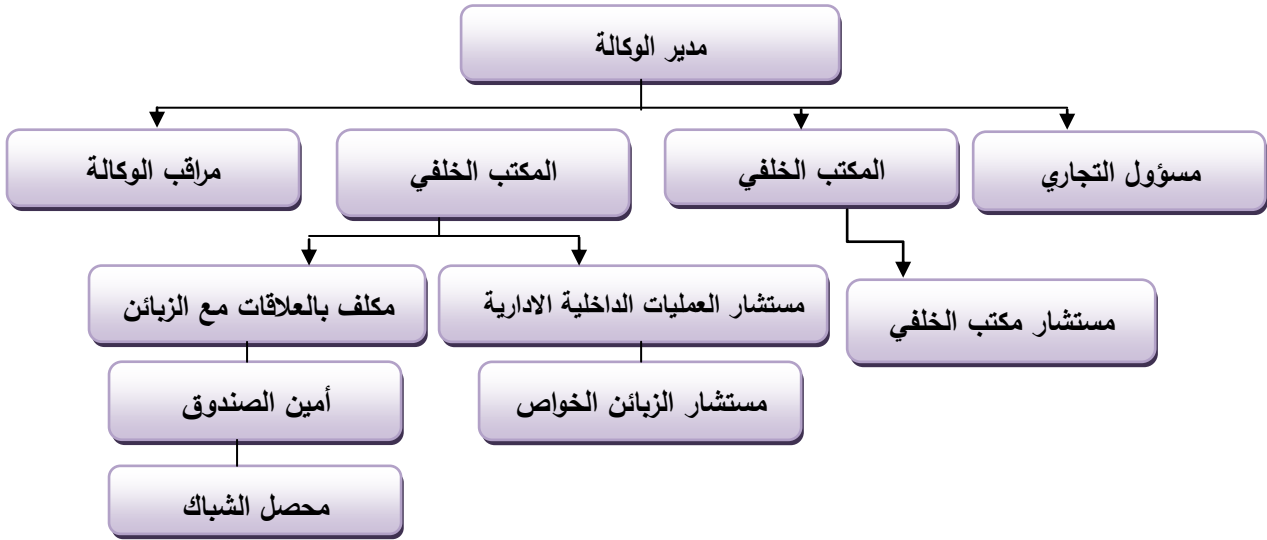 مدير الوكالة
مسؤول التجاري
المكتب الخلفي
المكتب الخلفي
مراقب الوكالة
مستشار مكتب الخلفي
مستشار العمليات الداخلية الادارية
مكلف بالعلاقات مع الزبائن
مستشار الزبائن الخواص
أمين الصندوق
محصل الشباك